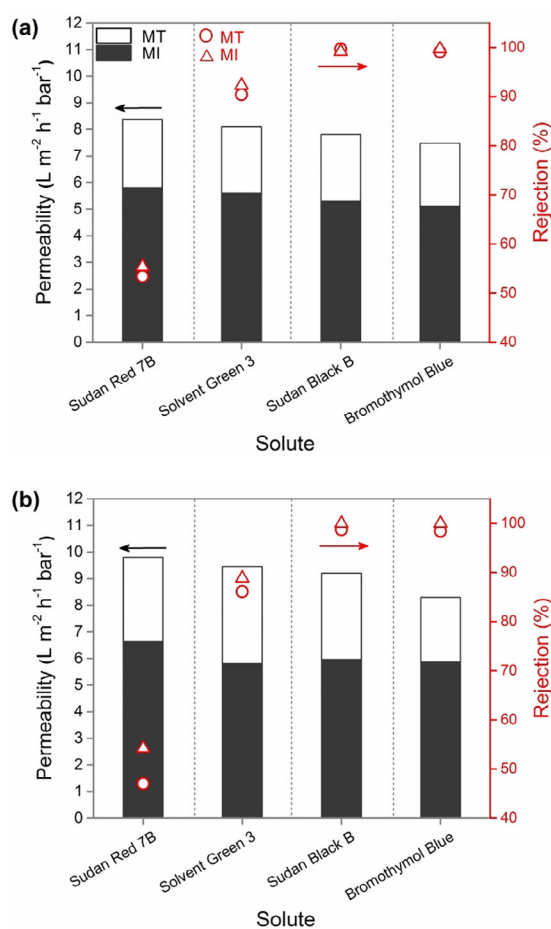 (a)
MT
MI
MT
MI
12
11
10
9
8
7
6
5
4
3
2
1
0
Permeability (L m⁻² h⁻¹ bar⁻¹)
100
90
80
70
60
50
40
Rejection (%)
Sudan Red 7B
Solvent Green 3
Sudan Black B
Bromothymol Blue
Solute
(b)
12
11
10
9
8
7
6
5
4
3
2
1
0
Permeability (L m⁻² h⁻¹ bar⁻¹)
100
90
80
70
60
50
40
Rejection (%)
Sudan Red 7B
Solvent Green 3
Sudan Black B
Bromothymol Blue
Solute